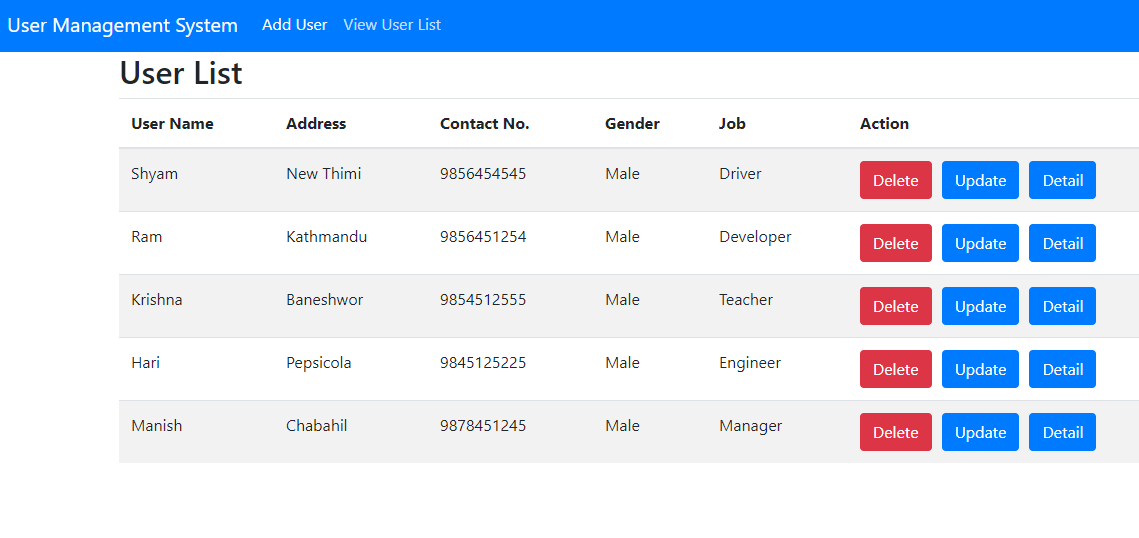 User Management System Add User View User List
User List
User Name Address Contact No. Gender Job Action
Shyam New Thimi 9856454545 Male Driver Delete Update Detail
Ram Kathmandu 9856451254 Male Developer Delete Update Detail
Krishna Baneshwor 9854512555 Male Teacher Delete Update Detail
Hari Pepsicola 9845125225 Male Engineer Delete Update Detail
Manish Chabahil 9878451245 Male Manager Delete Update Detail